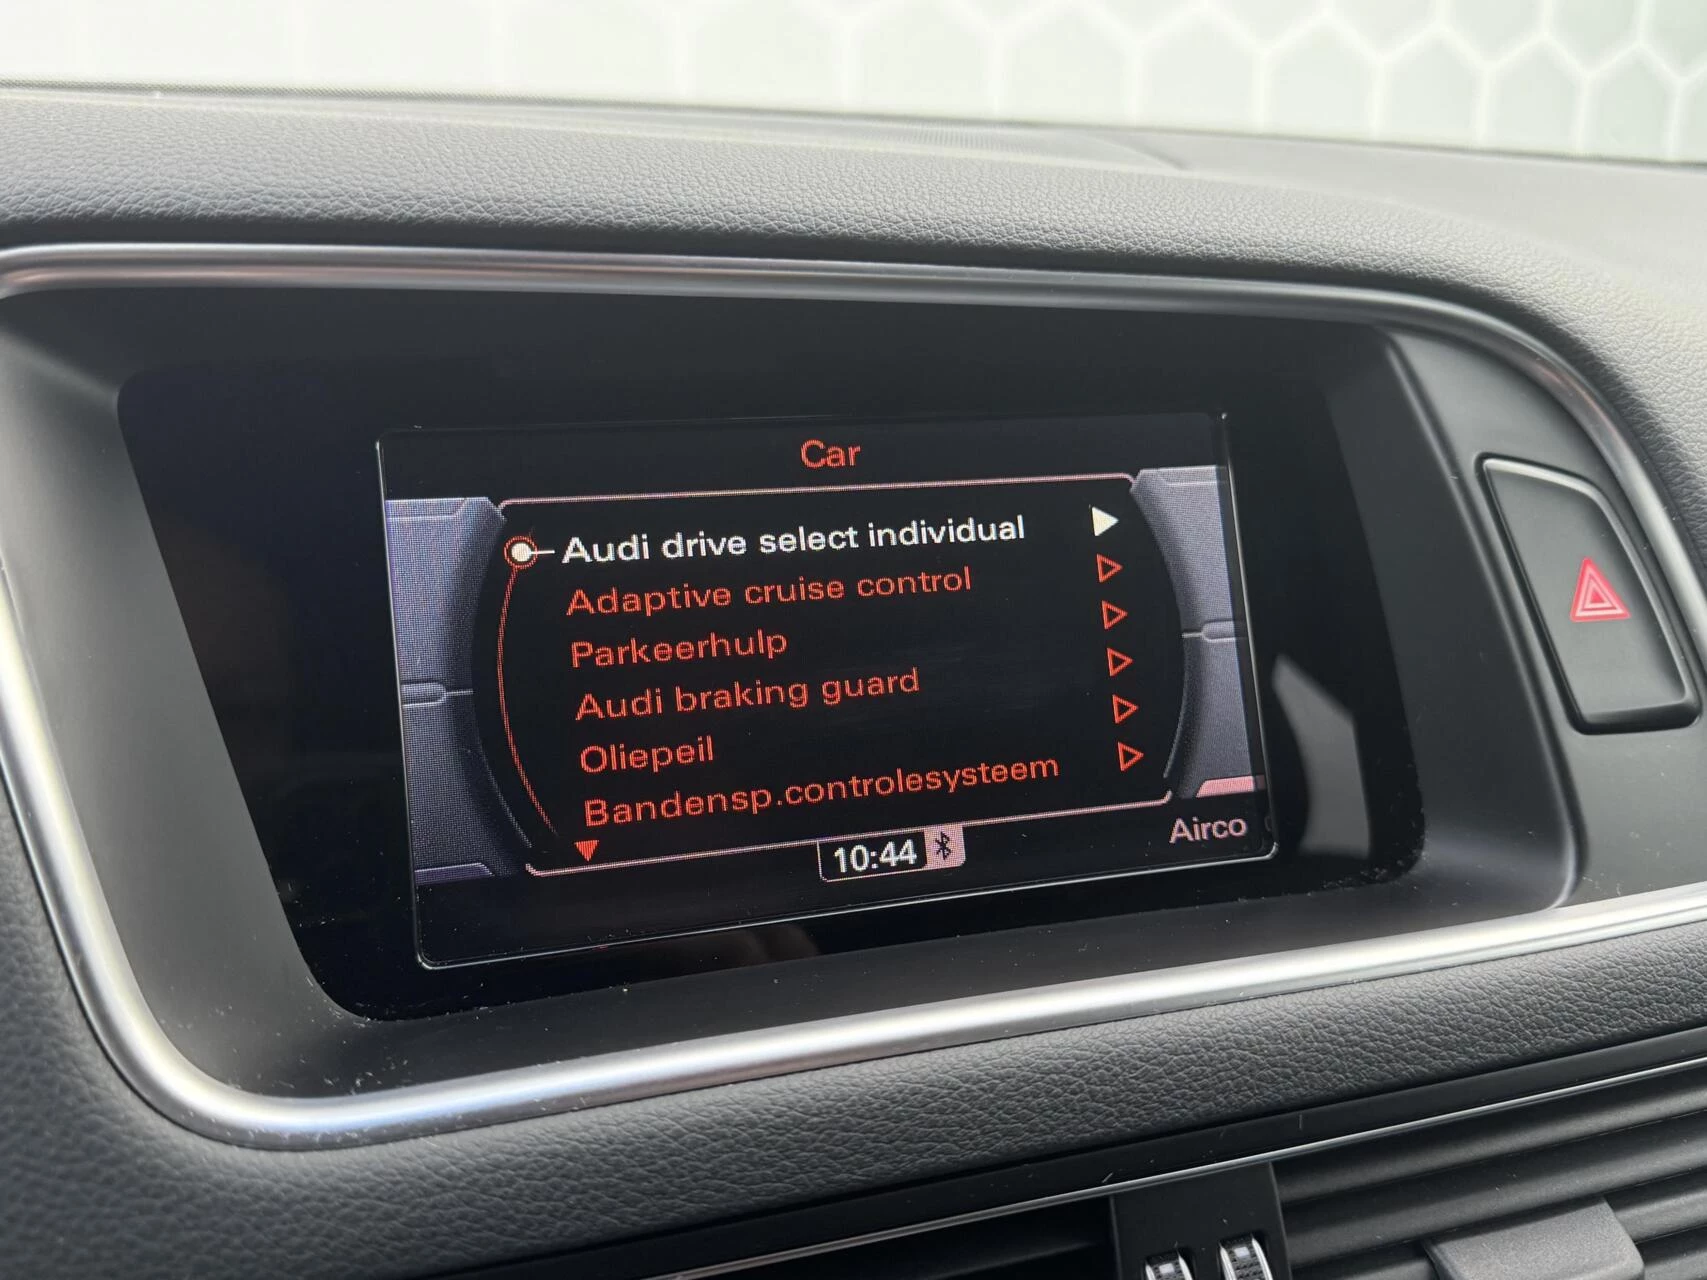 Car
Audi drive select individual
Adaptive cruise control
Parkeerhulp
Audi braking guard
Oliepeil
Bandensp.controlesysteem
10:44
Airco